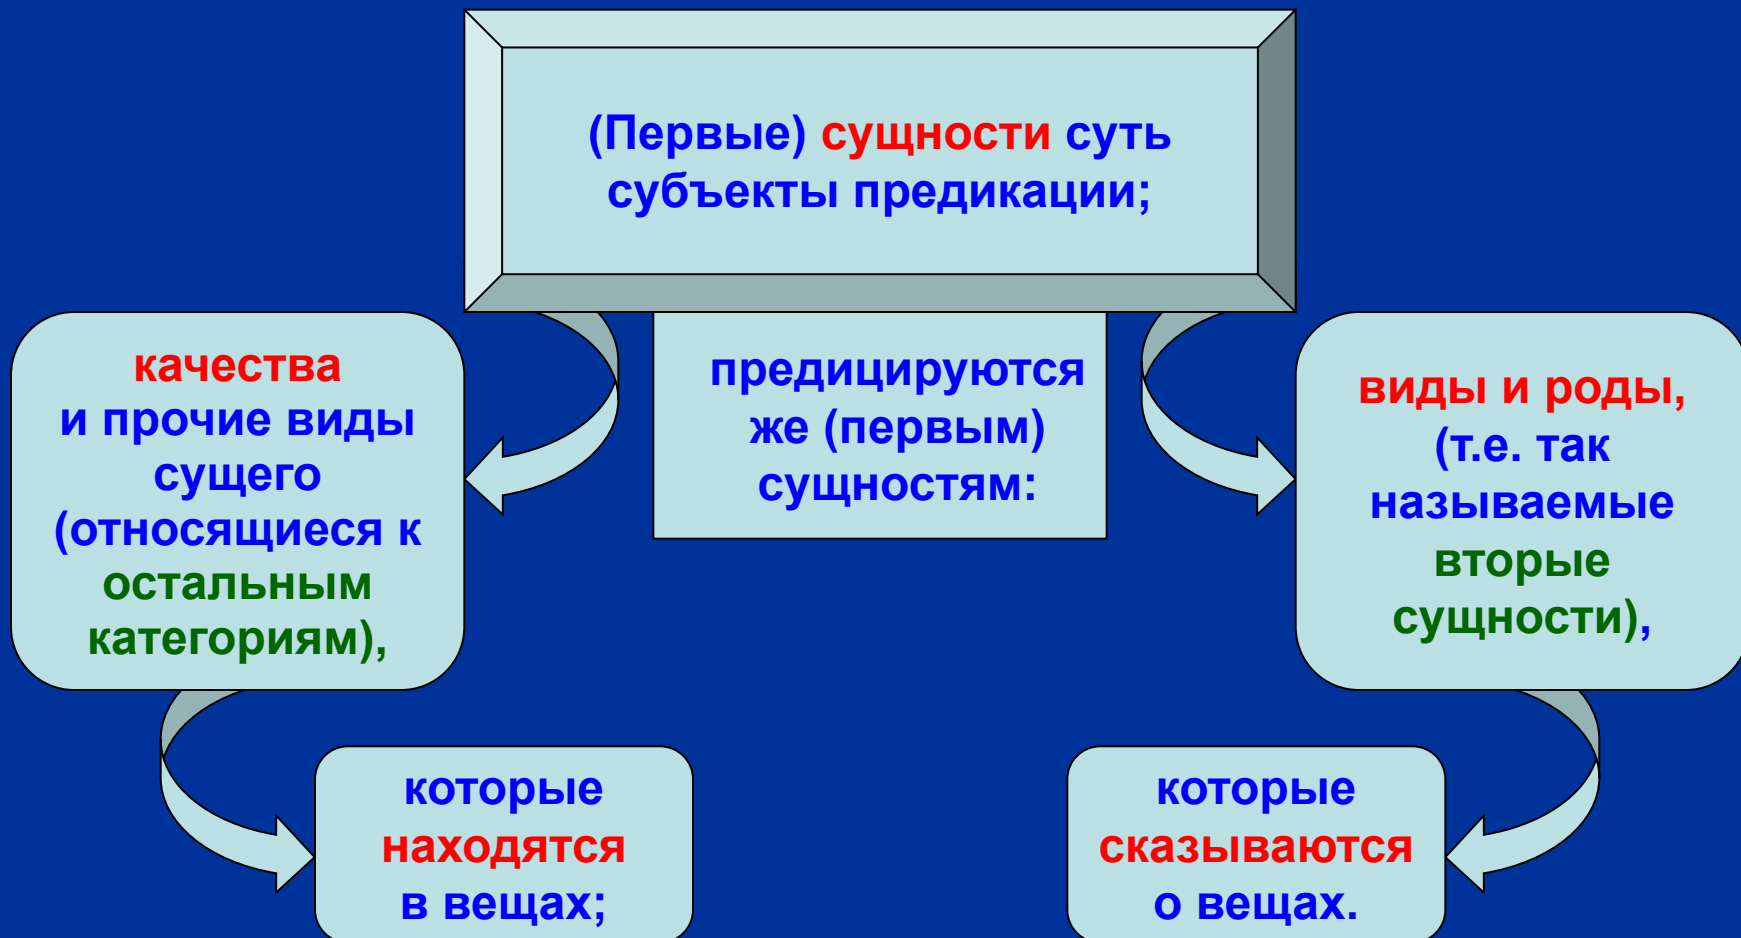 (Первые) сущности суть
субъекты предикации;
предицируются
же (первым)
сущностям:
качества
и прочие виды
сущего
(относящиеся к
остальным
категориям),
которые
находятся
в вещах;
виды и роды,
(т.е. так
называемые
вторые
сущности),
которые
сказываются
о вещах.